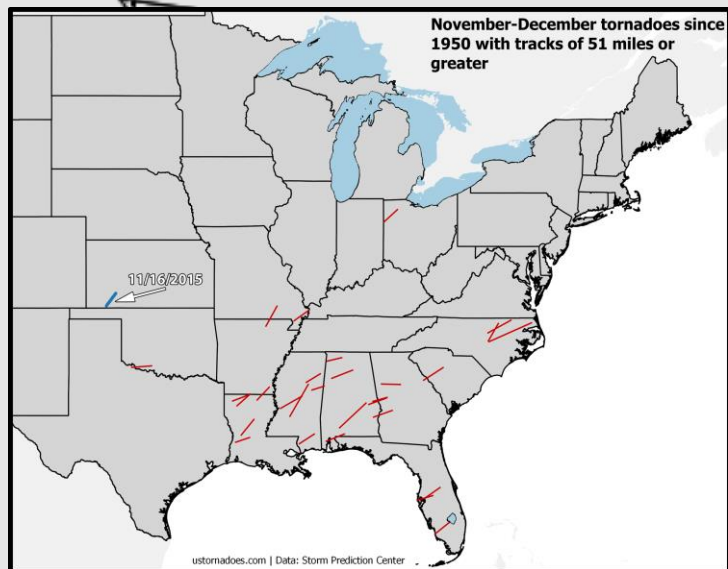 November-December tornadoes since
1950 with tracks of 51 miles or
greater
11/16/2015
ustornadoes.com | Data: Storm Prediction Center